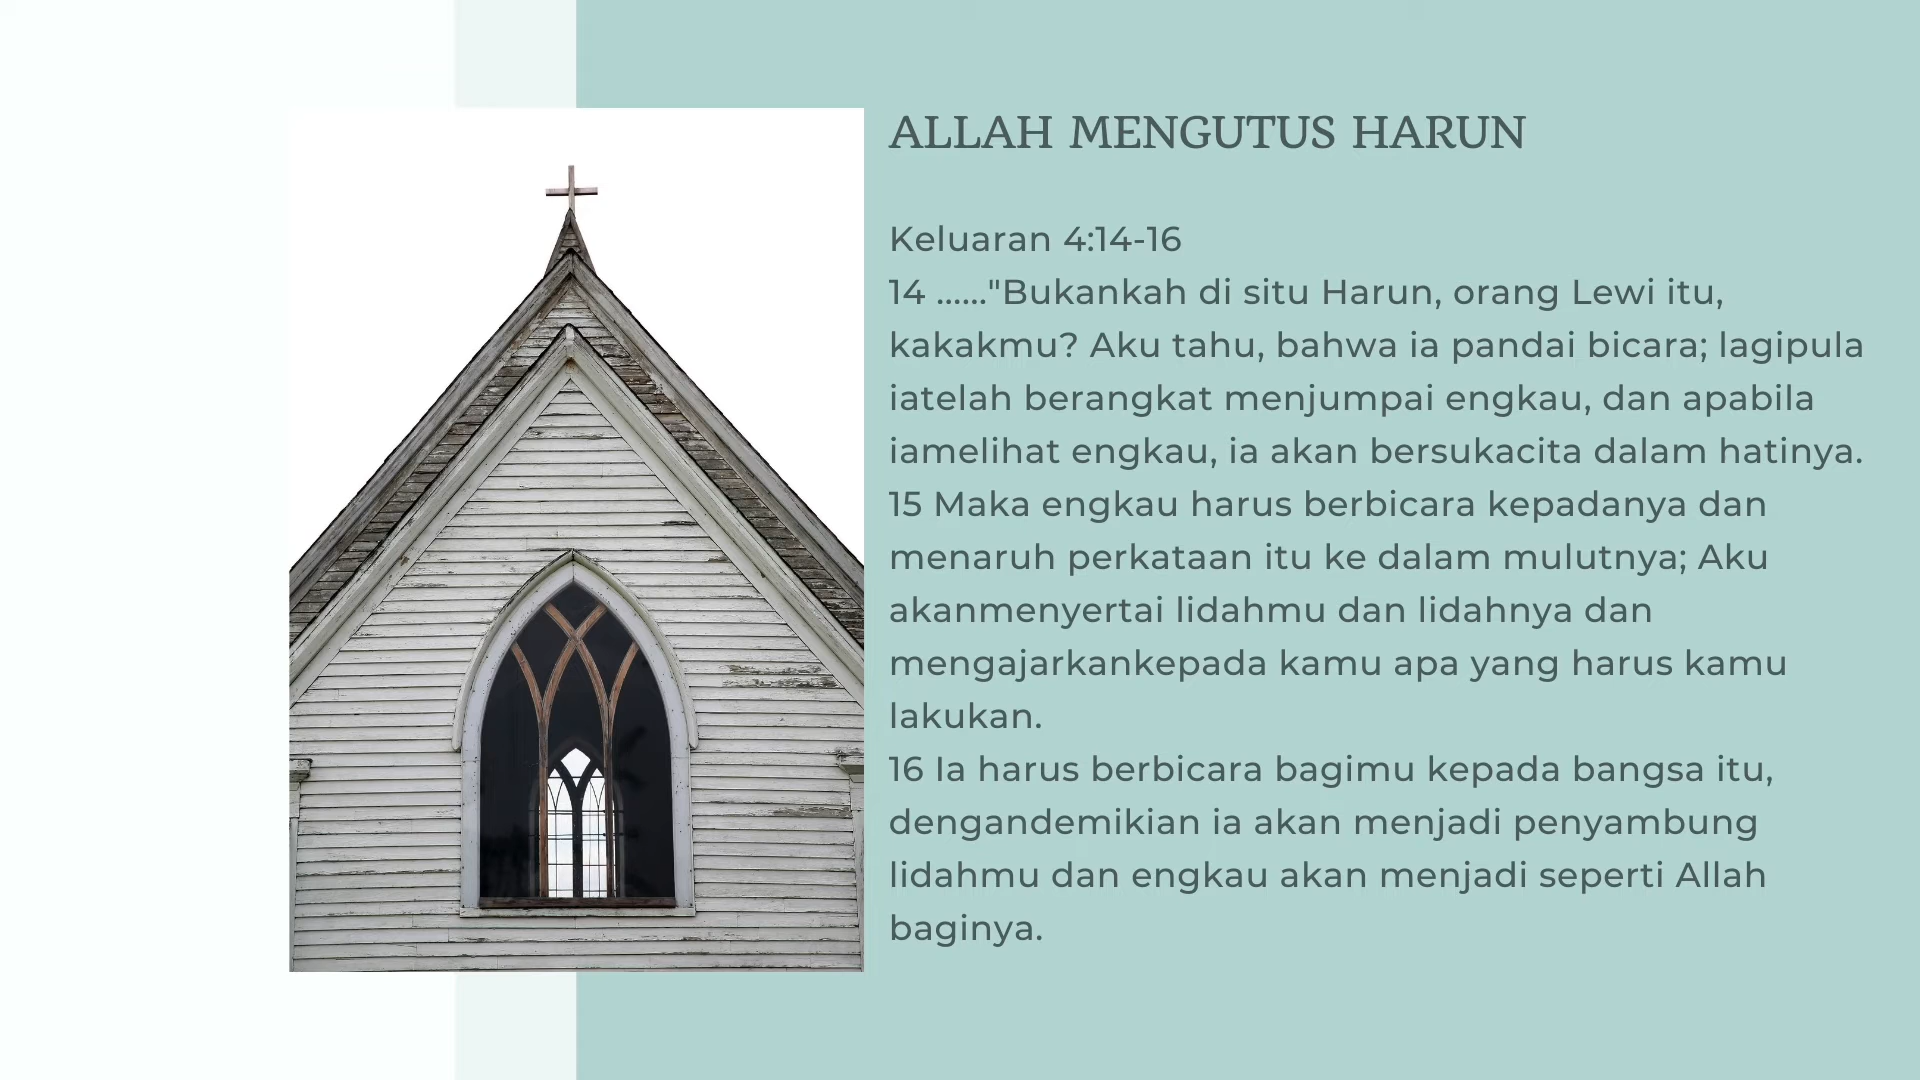 ALLAH MENGUTUS HARUN
Keluaran 4:14-16
14 ......"Bukankah di situ Harun, orang Lewi itu,
kakakmu? Aku tahu, bahwa ia pandai bicara; lagipula
iatelah berangkat menjumpai engkau, dan apabila
iamelihat engkau, ia akan bersukacita dalam hatinya.
15 Maka engkau harus berbicara kepadanya dan
menaruh perkataan itu ke dalam mulutnya; Aku
akanmenyertai lidahmu dan lidahnya dan
mengajarkankepada kamu apa yang harus kamu
lakukan.
16 Ia harus berbicara bagimu kepada bangsa itu,
dengandemikian ia akan menjadi penyambung
lidahmu dan engkau akan menjadi seperti Allah
baginya.